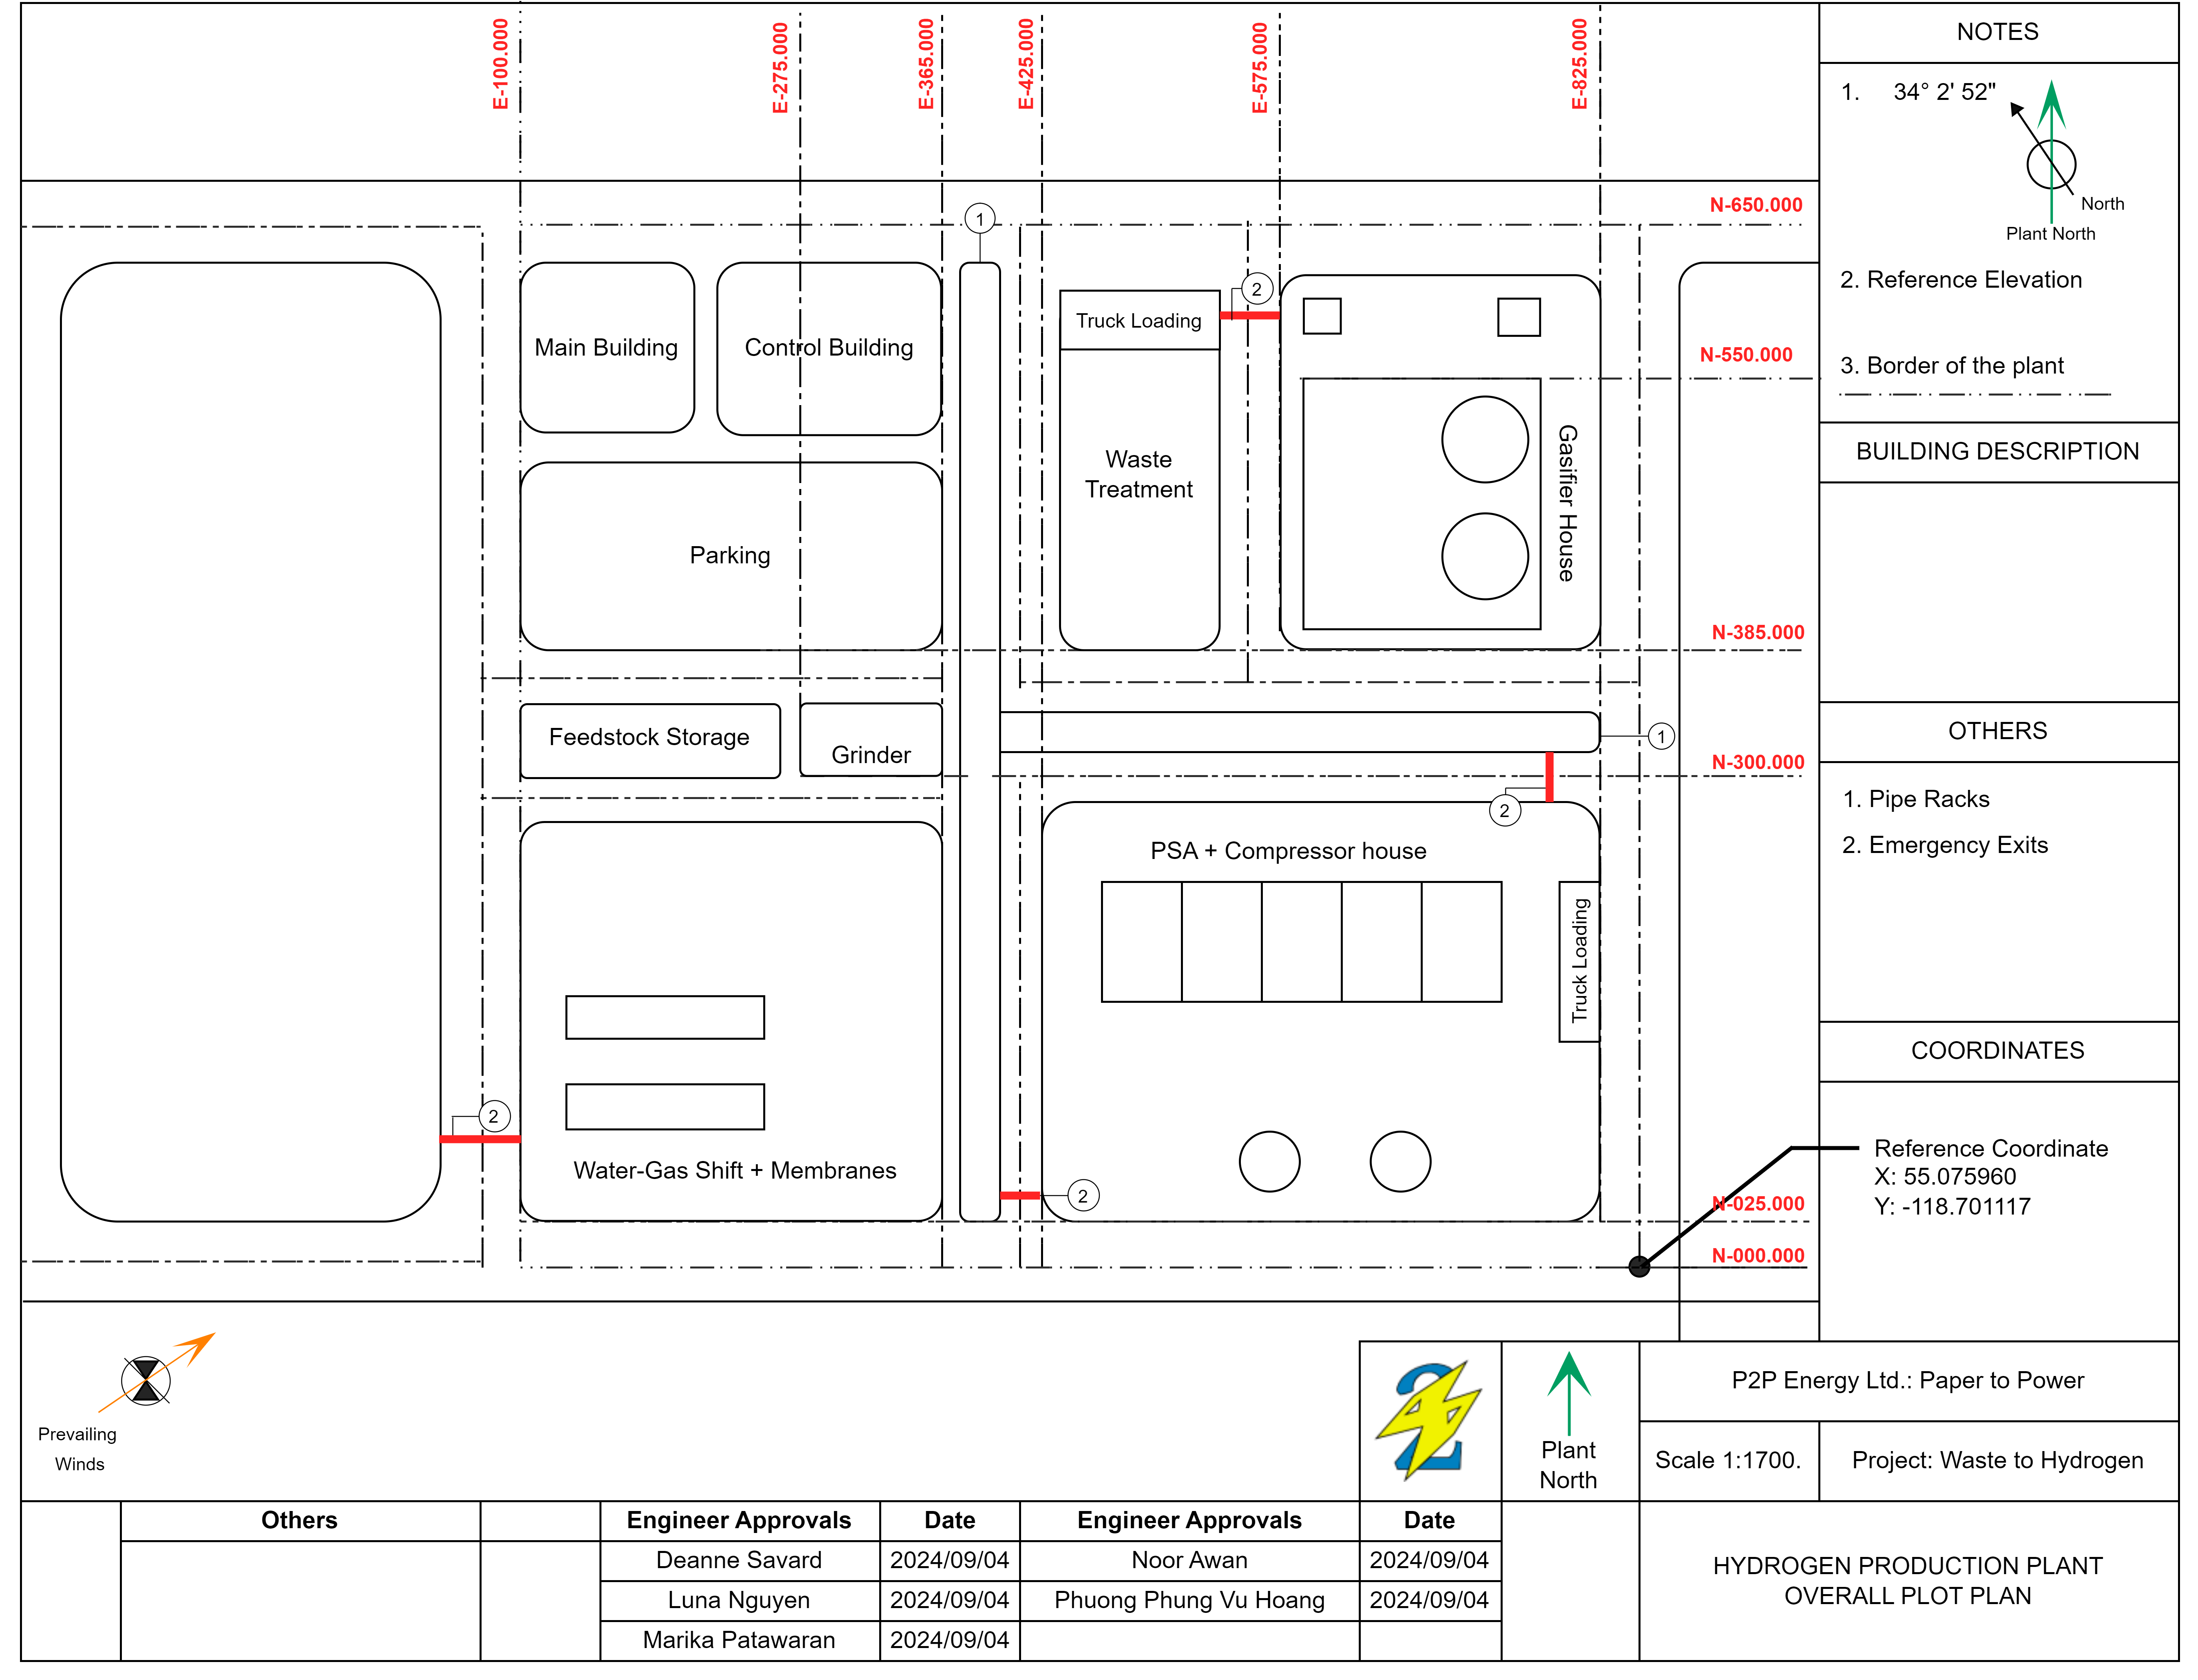 E-100.000
E-275.000
E-365.000
E-425.000
E-575.000
E-825.000
NOTES
1. 34° 2' 52"
North
Plant North
2. Reference Elevation
3. Border of the plant
BUILDING DESCRIPTION
OTHERS
1. Pipe Racks
2. Emergency Exits
COORDINATES
Reference Coordinate
X: 55.075960
Y: -118.701117
N-650.000
N-550.000
N-385.000
N-300.000
N-025.000
N-000.000
1
2
Main Building
Control Building
Truck Loading
Waste
Treatment
Gasifier House
Parking
Feedstock Storage
Grinder
1
2
PSA + Compressor house
Truck Loading
2
Water-Gas Shift + Membranes
2
Prevailing
Winds
2
Plant
North
P2P Energy Ltd.: Paper to Power
Scale 1:1700.
Project: Waste to Hydrogen
HYDROGEN PRODUCTION PLANT
OVERALL PLOT PLAN
Others
Engineer Approvals Date Engineer Approvals Date
Deanne Savard 2024/09/04 Noor Awan 2024/09/04
Luna Nguyen 2024/09/04 Phuong Phung Vu Hoang 2024/09/04
Marika Patawaran 2024/09/04